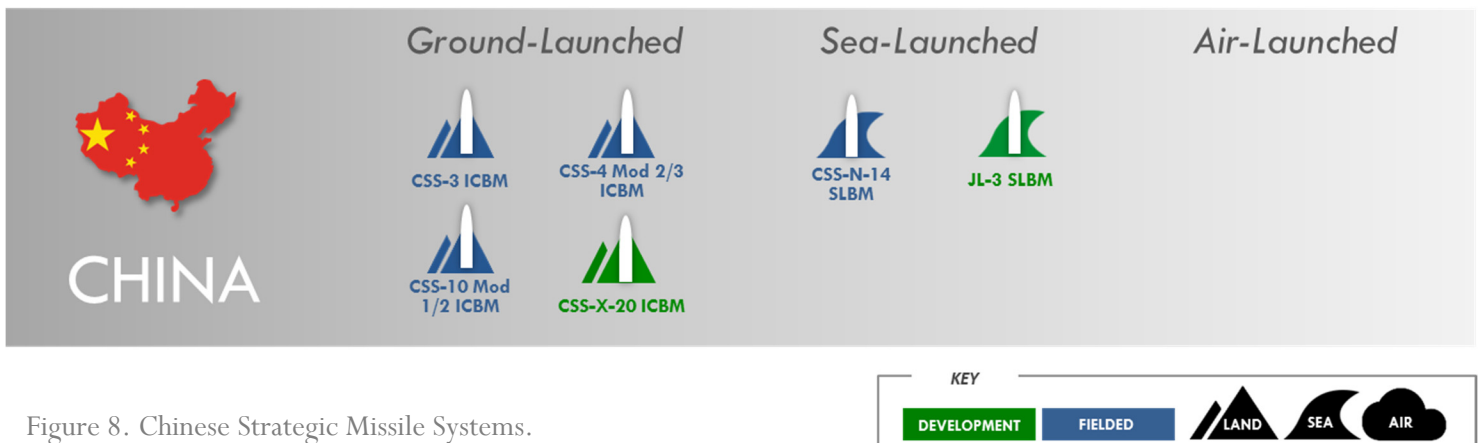 Ground-Launched
Sea-Launched
Air-Launched
CSS-3 ICBM
CSS-4 Mod 2/3
ICBM
CSS-N-14
SLBM
JL-3 SLBM
CHINA
CSS-10 Mod
1/2 ICBM
CSS-X-20 ICBM
KEY
DEVELOPMENT
FIELDED
LAND
SEA
AIR
Figure 8. Chinese Strategic Missile Systems.